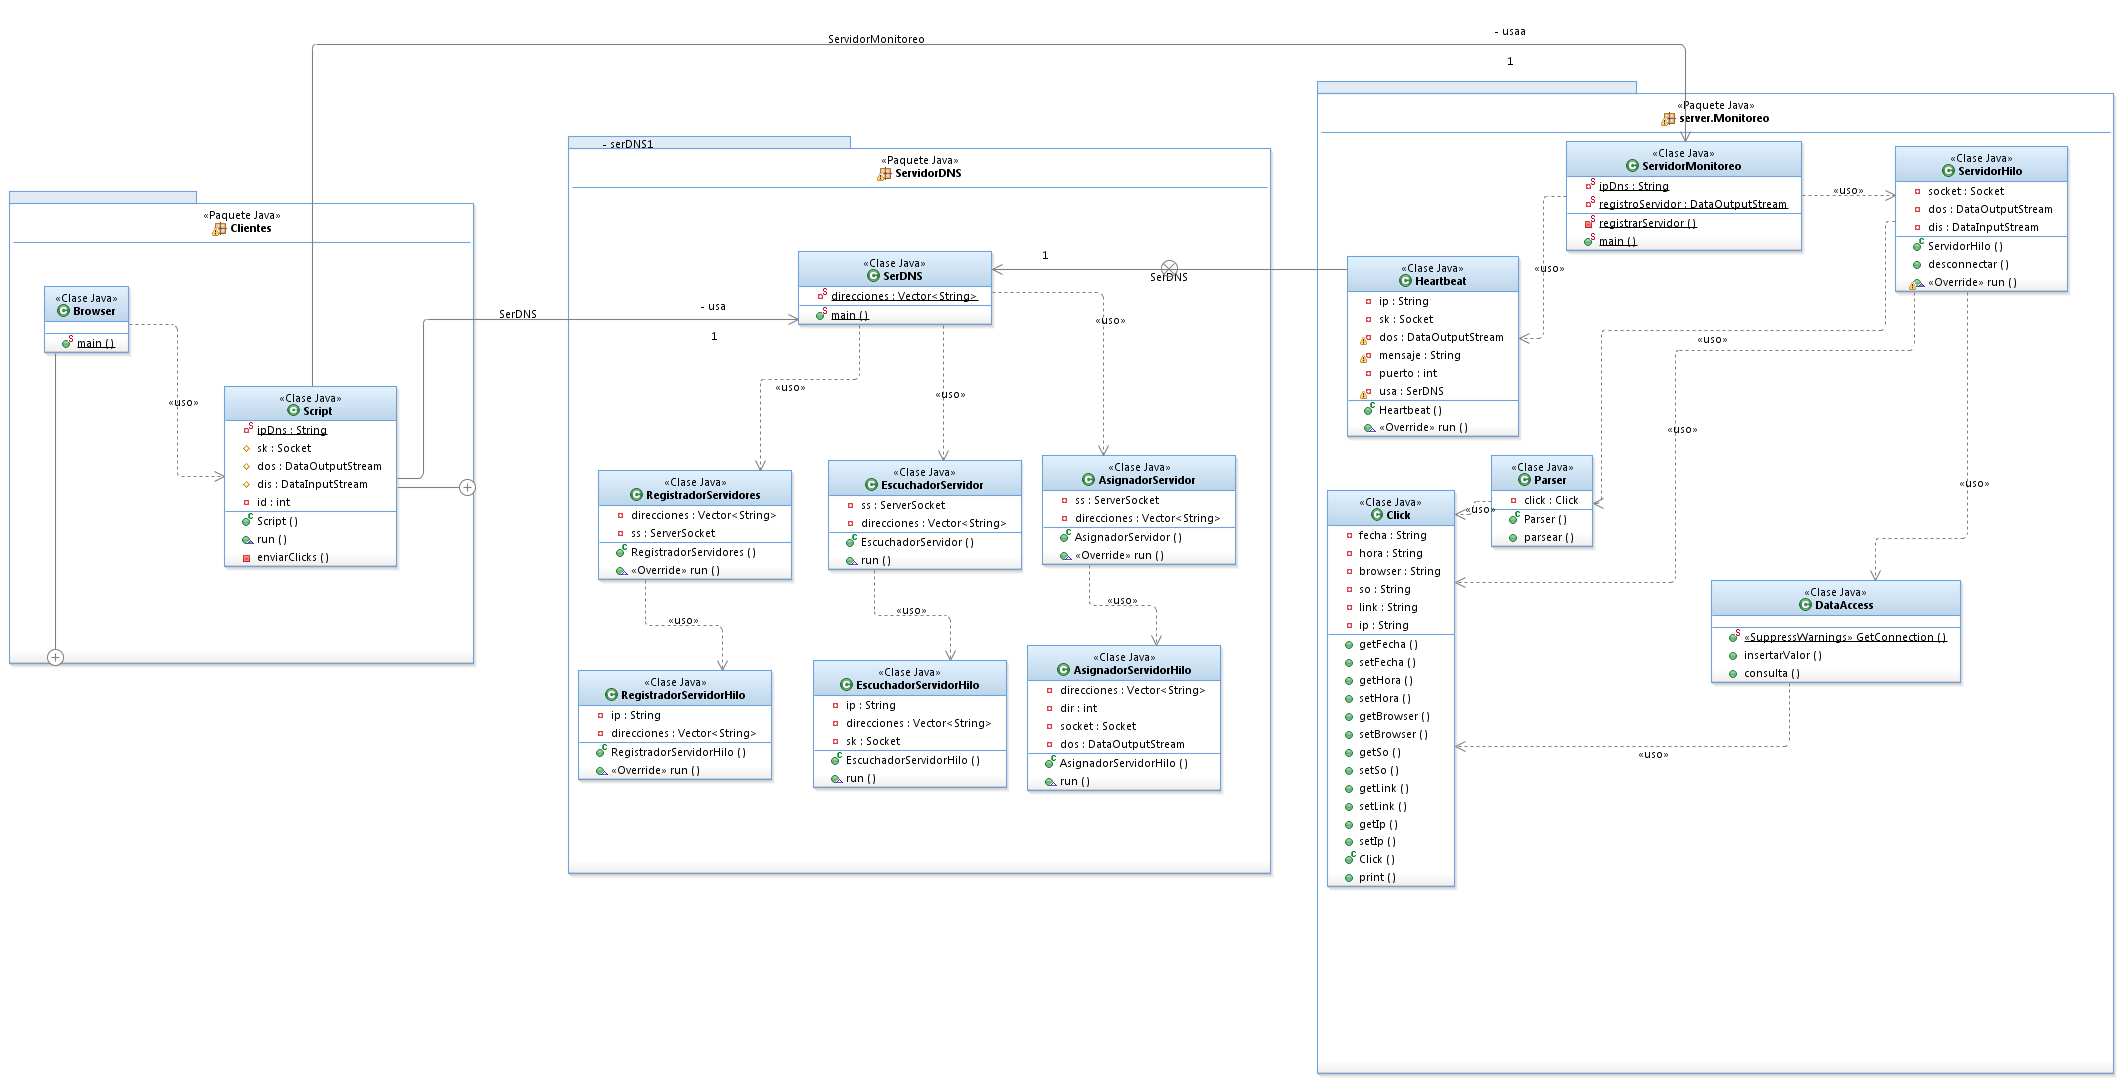 ServidorMonitoreo
- usaa
1
«Paquete Java»
Clientes
«Clase Java»
Browser
main ( )
«uso»
«Clase Java»
Script
ipDns : String
sk : Socket
dos : DataOutputStream
dis : DataInputStream
id : int
Script ( )
run ( )
enviarClicks ( )
SerDNS
- usa
1
- serDNS1
«Paquete Java»
ServidorDNS
«Clase Java»
SerDNS
direcciones : Vector<String>
main ( )
1
SerDNS
«uso»
«uso»
«uso»
«Clase Java»
RegistradorServidores
direcciones : Vector<String>
ss : ServerSocket
RegistradorServidores ( )
«Override» run ( )
«Clase Java»
EscuchadorServidor
ss : ServerSocket
direcciones : Vector<String>
EscuchadorServidor ( )
run ( )
«Clase Java»
AsignadorServidor
ss : ServerSocket
direcciones : Vector<String>
AsignadorServidor ( )
«Override» run ( )
«uso»
«uso»
«uso»
«Clase Java»
RegistradorServidorHilo
ip : String
direcciones : Vector<String>
RegistradorServidorHilo ( )
«Override» run ( )
«Clase Java»
EscuchadorServidorHilo
ip : String
direcciones : Vector<String>
sk : Socket
EscuchadorServidorHilo ( )
run ( )
«Clase Java»
AsignadorServidorHilo
direcciones : Vector<String>
dir : int
socket : Socket
dos : DataOutputStream
AsignadorServidorHilo ( )
run ( )
«Paquete Java»
server.Monitoreo
«Clase Java»
ServidorMonitoreo
ipDns : String
registroServidor : DataOutputStream
registrarServidor ( )
main ( )
«uso»
«Clase Java»
ServidorHilo
socket : Socket
dos : DataOutputStream
dis : DataInputStream
ServidorHilo ( )
desconnectar ( )
«Override» run ( )
«uso»
«Clase Java»
Heartbeat
ip : String
sk : Socket
dos : DataOutputStream
mensaje : String
puerto : int
usa : SerDNS
Heartbeat ( )
«Override» run ( )
«uso»
«uso»
«uso»
«Clase Java»
Parser
click : Click
Parser ( )
parsear ( )
«uso»
«Clase Java»
Click
fecha : String
hora : String
browser : String
so : String
link : String
ip : String
getFecha ( )
setFecha ( )
getHora ( )
setHora ( )
getBrowser ( )
setBrowser ( )
getSo ( )
setSo ( )
getLink ( )
setLink ( )
getIp ( )
setIp ( )
Click ( )
print ( )
«Clase Java»
DataAccess
«SuppressWarnings» GetConnection ( )
insertarValor ( )
consulta ( )
«uso»